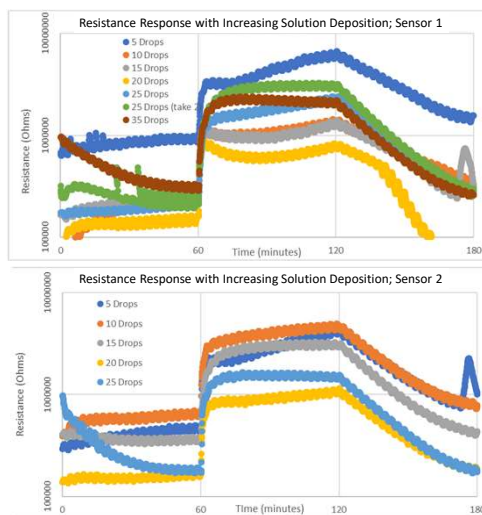 Resistance Response with Increasing Solution Deposition; Sensor 1
10000000
1000000
100000
Resistance (Ohms)
5 Drops
10 Drops
15 Drops
20 Drops
25 Drops
25 Drops (take 2
35 Drops
0
60
120
180
Time (minutes)
Resistance Response with Increasing Solution Deposition; Sensor 2
10000000
1000000
100000
Resistance (Ohms)
5 Drops
10 Drops
15 Drops
20 Drops
25 Drops
0
60
120
180
Time (minutes)